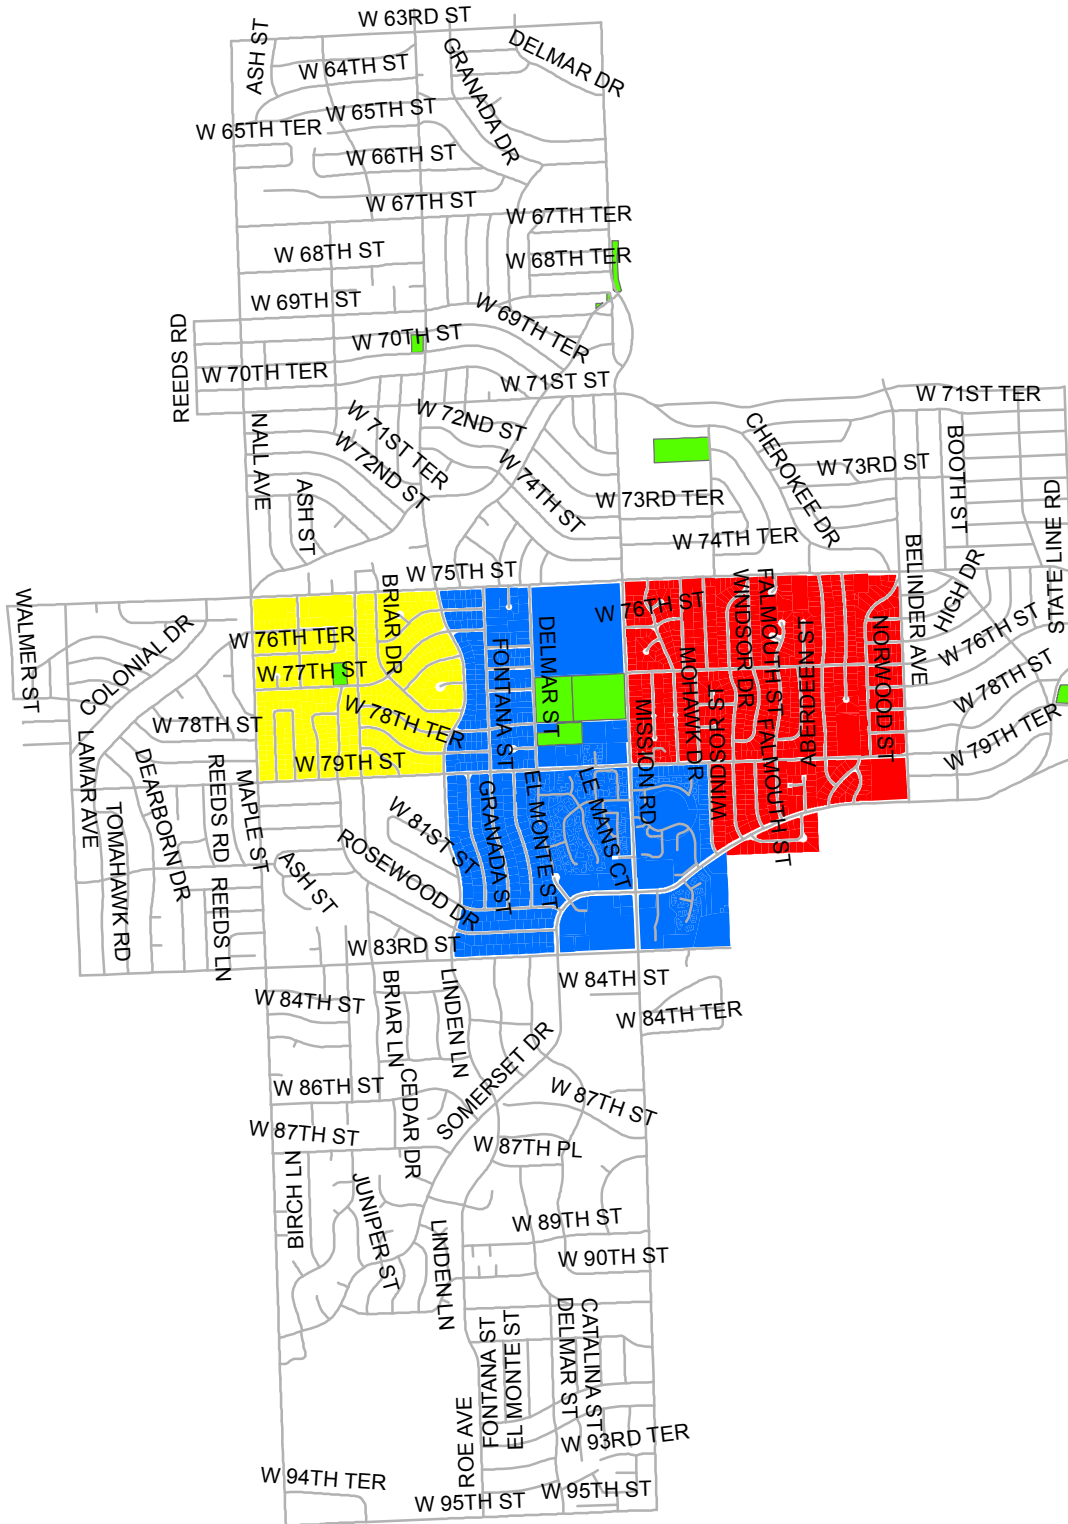 W 63RD ST
ASH ST
GRANADA DR
DELMAR DR
W 64TH ST
W 65TH ST
W 65TH TER
W 66TH ST
W 67TH ST
W 67TH TER
W 68TH ST
W 68TH TER
W 69TH ST
W 69TH TER
REEDS RD
W 70TH ST
W 70TH TER
W 71ST ST
W 71ST TER
NALL AVE
W 71ST TER
W 72ND ST
W 72ND ST
CHEROKEE DR
BOOTH ST
W 73RD ST
W 74TH ST
ASH ST
W 73RD TER
STATE LINE RD
W 74TH TER
BELINDER AVE
HIGH DR
W 75TH ST
WALMER ST
COLONIAL DR
BRIAR DR
W 76TH TER
W 76TH ST
FONTANA ST
DELMAR ST
WINDSOR DR
FALMOUTH ST
ABERDEEN ST
NORWOOD ST
W 76TH ST
W 77TH ST
MOHAWK DR
W 78TH ST
W 78TH ST
W 78TH TER
MISSION RD
WINDSOR ST
FALMOUTH ST
W 79TH TER
W 79TH ST
LAMAR AVE
DEARBORN DR
REEDS RD
MAPLE ST
TOMAHAWK RD
W 81ST ST
GRANADA ST
EL MONTE ST
LE MANS CT
ROSEWOOD DR
ASH ST
REEDS LN
W 83RD ST
W 84TH ST
BRIAR LN
LINDEN LN
W 84TH ST
W 84TH TER
SOMERSET DR
W 86TH ST
CEDAR DR
W 87TH ST
W 87TH ST
W 87TH PL
BIRCH LN
JUNIPER ST
LINDEN LN
W 89TH ST
W 90TH ST
FONTANA ST
EL MONTE ST
DELMAR ST
CATALINA ST
ROE AVE
W 93RD TER
W 94TH TER
W 95TH ST
W 95TH ST